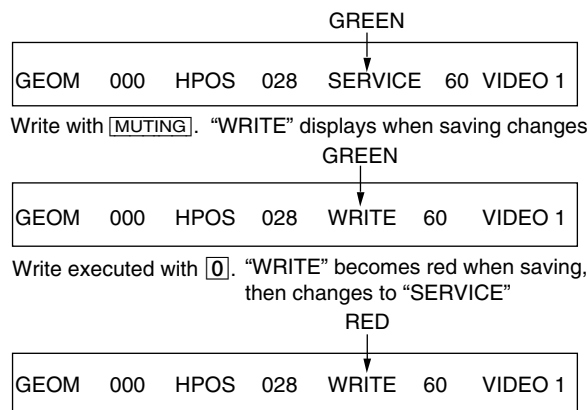 GREEN
GEOM 000 HPOS 028 SERVICE 60 VIDEO 1
Write with MUTING. “WRITE” displays when saving changes
GREEN
GEOM 000 HPOS 028 WRITE 60 VIDEO 1
Write executed with 0. “WRITE” becomes red when saving,
then changes to “SERVICE”
RED
GEOM 000 HPOS 028 WRITE 60 VIDEO 1